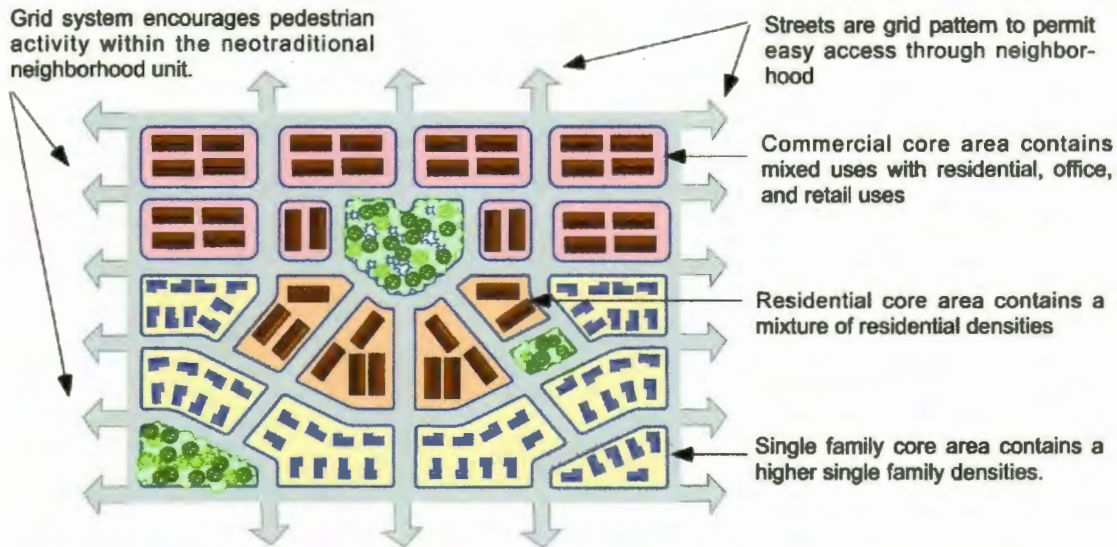 Grid system encourages pedestrian
activity within the neotraditional
neighborhood unit.
Streets are grid pattern to permit
easy access through neighbor-
hood
Commercial core area contains
mixed uses with residential, office,
and retail uses
Residential core area contains a
mixture of residential densities
Single family core area contains a
higher single family densities.